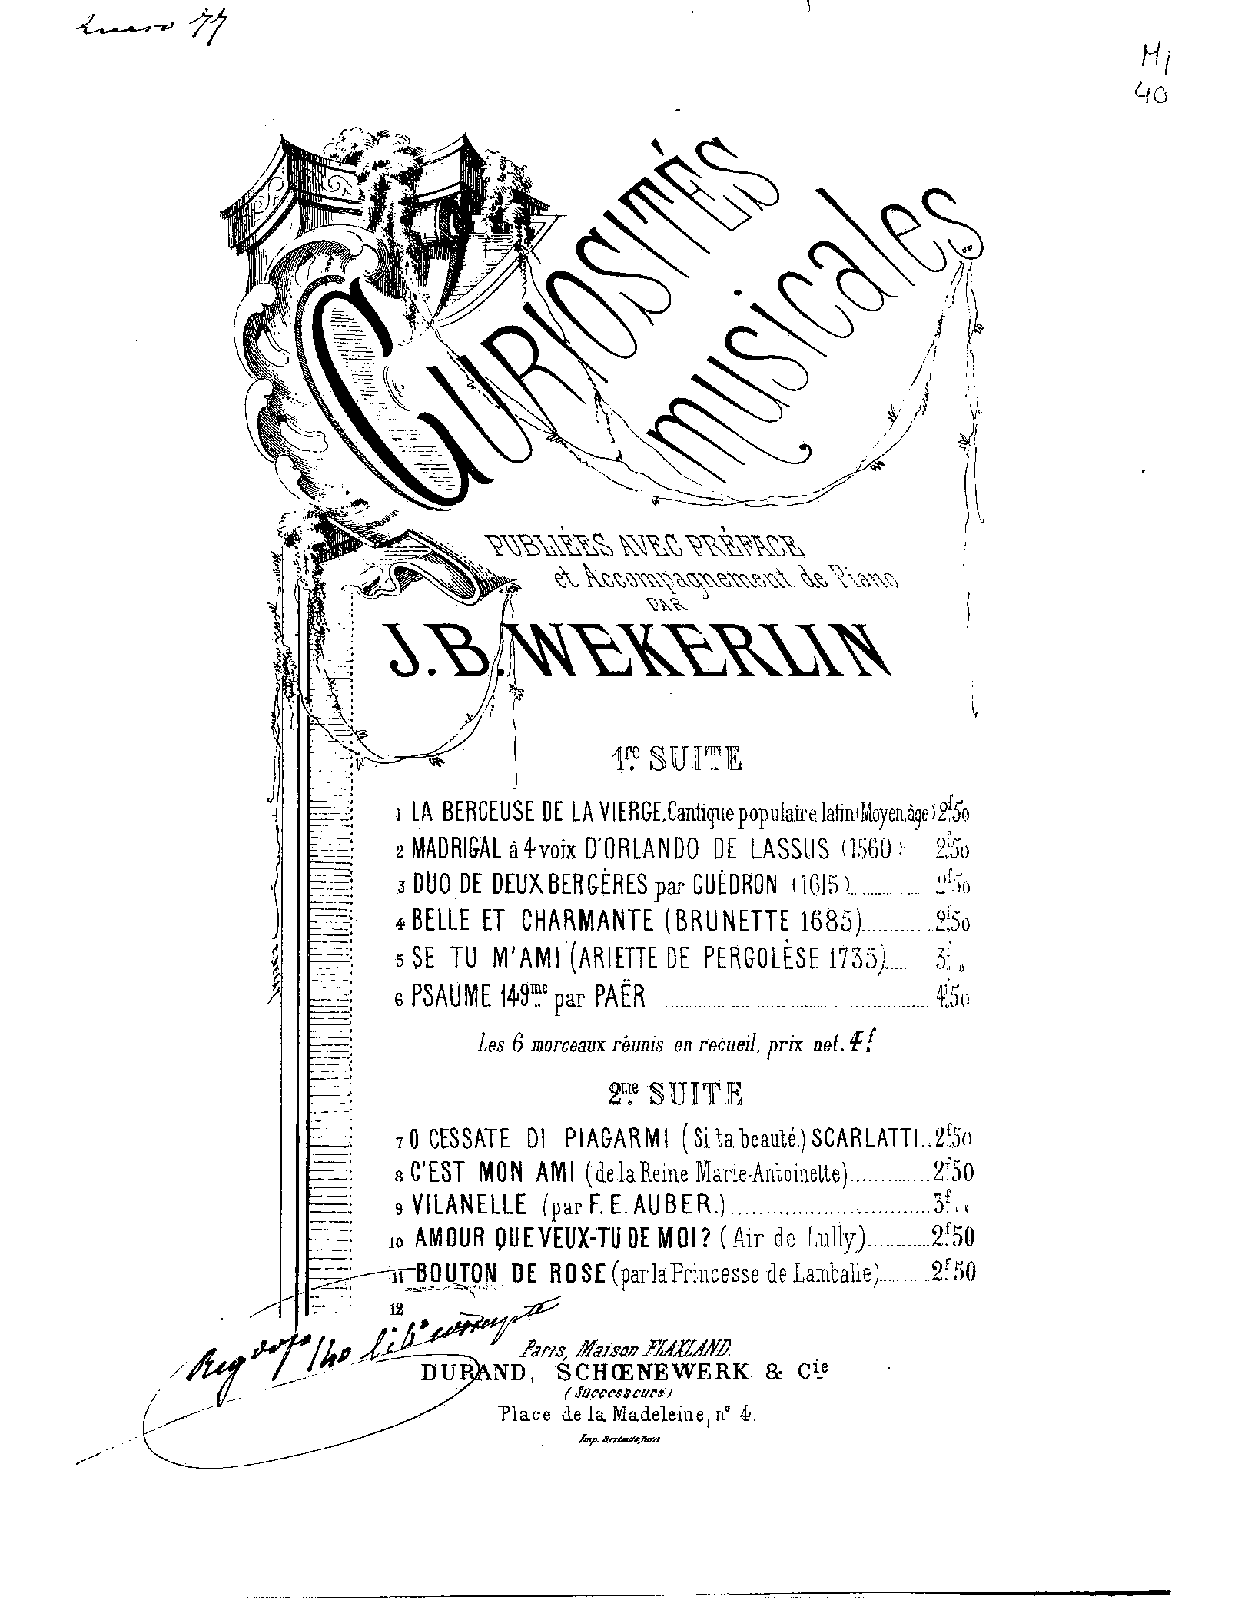 Enero 77
M1
40
CURIOSITÉS
musicales
PUBLIÉES AVEC PRÉFACE
et Accompagnement de Piano
PAR
J.B. WEKERLIN
1re SUITE
1 LA BERCEUSE DE LA VIERGE, Cantique populaire latin (Moyen âge) 2f50
2 MADRIGAL à 4 voix D'ORLANDO DE LASSUS (1560) 2f50
3 DUO DE DEUX BERGÈRES par GUÉDRON (1615) 2f50
4 BELLE ET CHARMANTE (BRUNETTE 1685) 2f50
5 SE TU M'AMI (ARIETTE DE PERGOLÈSE 1735) 3f "
6 PSAUME 149me par PAËR 4f50
Les 6 morceaux réunis en recueil, prix net. 4f
2me SUITE
7 O CESSATE DI PIAGARMI (Si ta beauté.) SCARLATTI.. 2f50
8 C'EST MON AMI (de la Reine Marie-Antoinette) 2f50
9 VILANELLE (par F. E. AUBER.) 3f "
10 AMOUR QUE VEUX-TU DE MOI? (Air de Lully) 2f50
11 BOUTON DE ROSE (par la Princesse de Lamballe) 2f50
12
Paris, Maison FLAXLAND.
DURAND, SCHŒNEWERK & Cie
(Successeurs)
Place de la Madeleine, n° 4.
Imp.